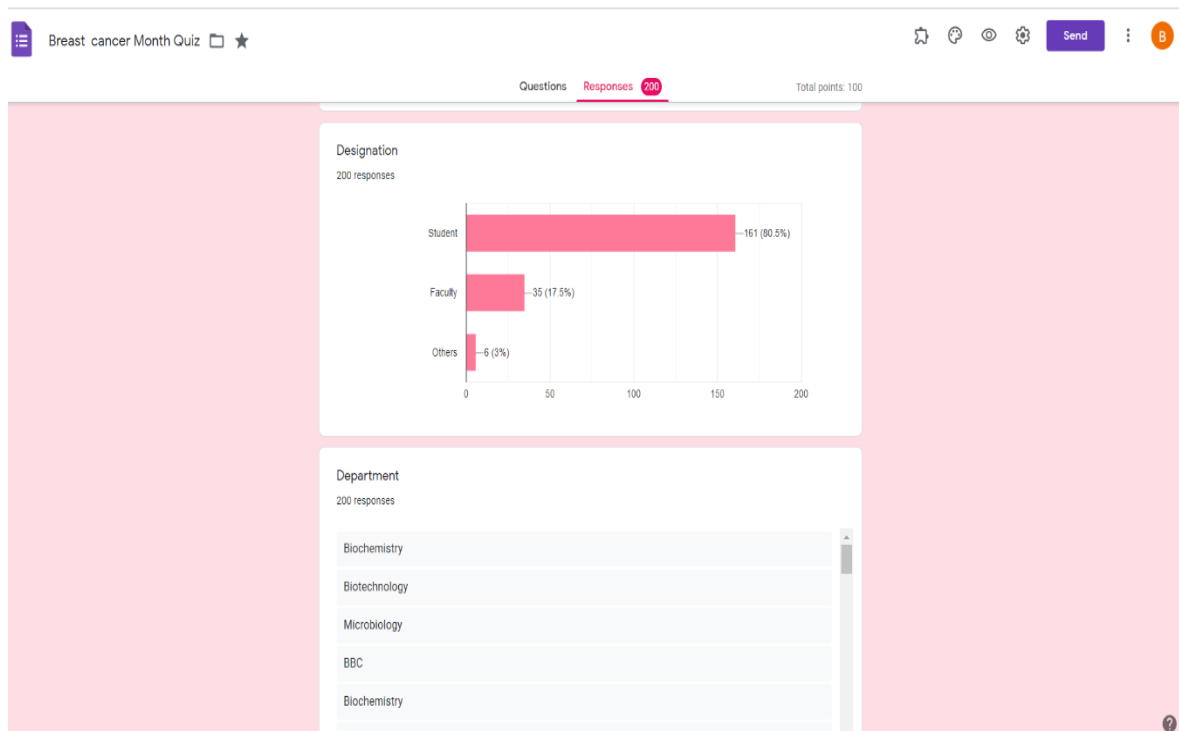 Breast cancer Month Quiz
Send
B
Questions Responses 200
Total points: 100
Designation
200 responses
Student
161 (80.5%)
Faculty
35 (17.5%)
Others
6 (3%)
0 50 100 150 200
Department
200 responses
Biochemistry
Biotechnology
Microbiology
BBC
Biochemistry
?